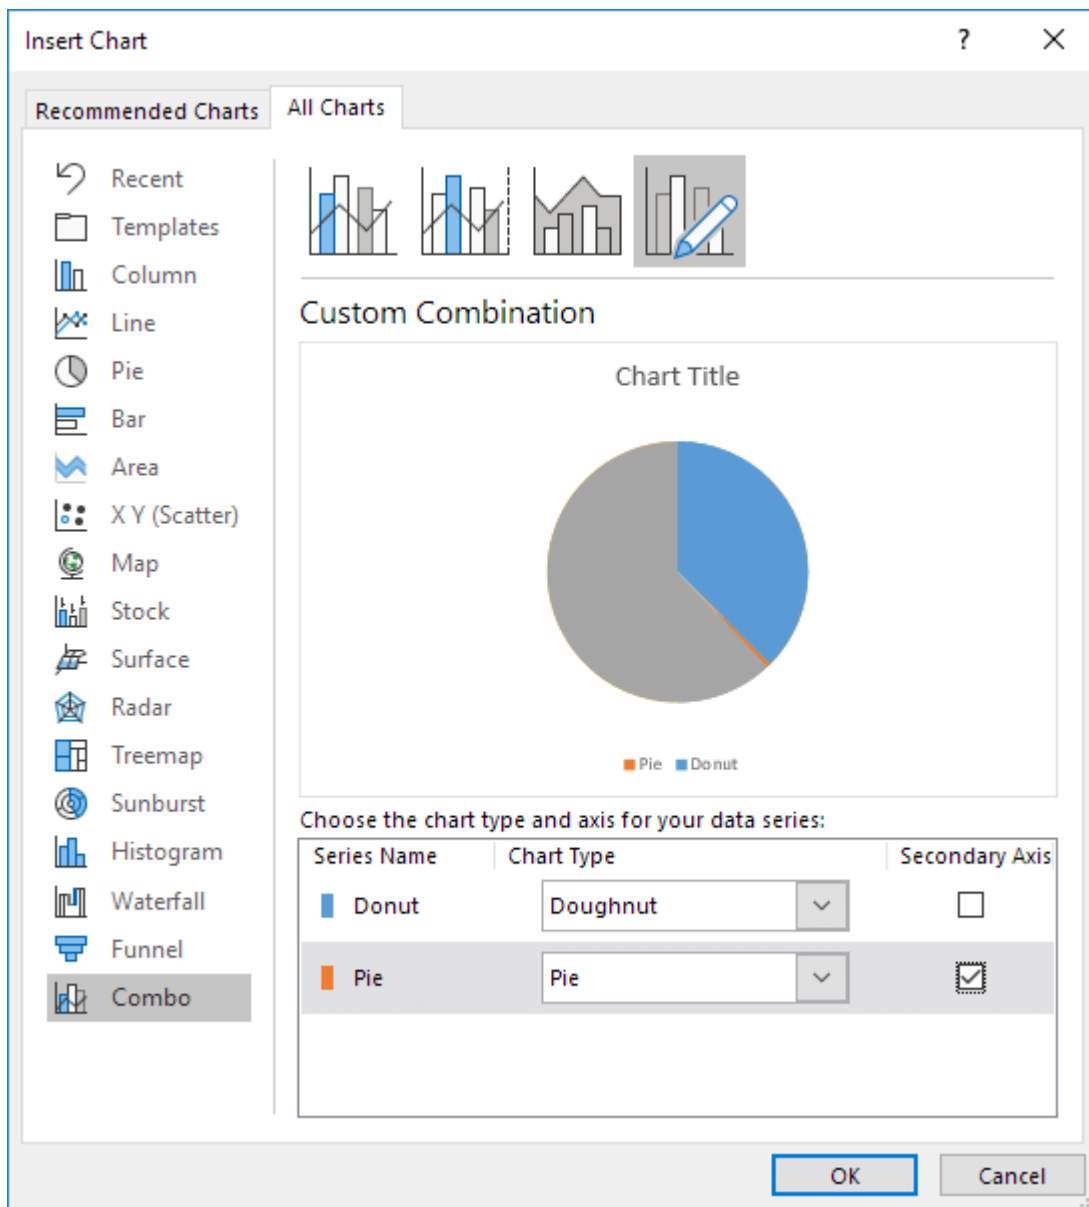 Insert Chart ?
Recommended Charts All Charts
Recent
Templates
Column
Line
Pie
Bar
Area
X Y (Scatter)
Map
Stock
Surface
Radar
Treemap
Sunburst
Histogram
Waterfall
Funnel
Combo
Custom Combination
Chart Title
Pie Donut
Choose the chart type and axis for your data series:
Series Name Chart Type Secondary Axis
Donut Doughnut
Pie Pie
OK Cancel